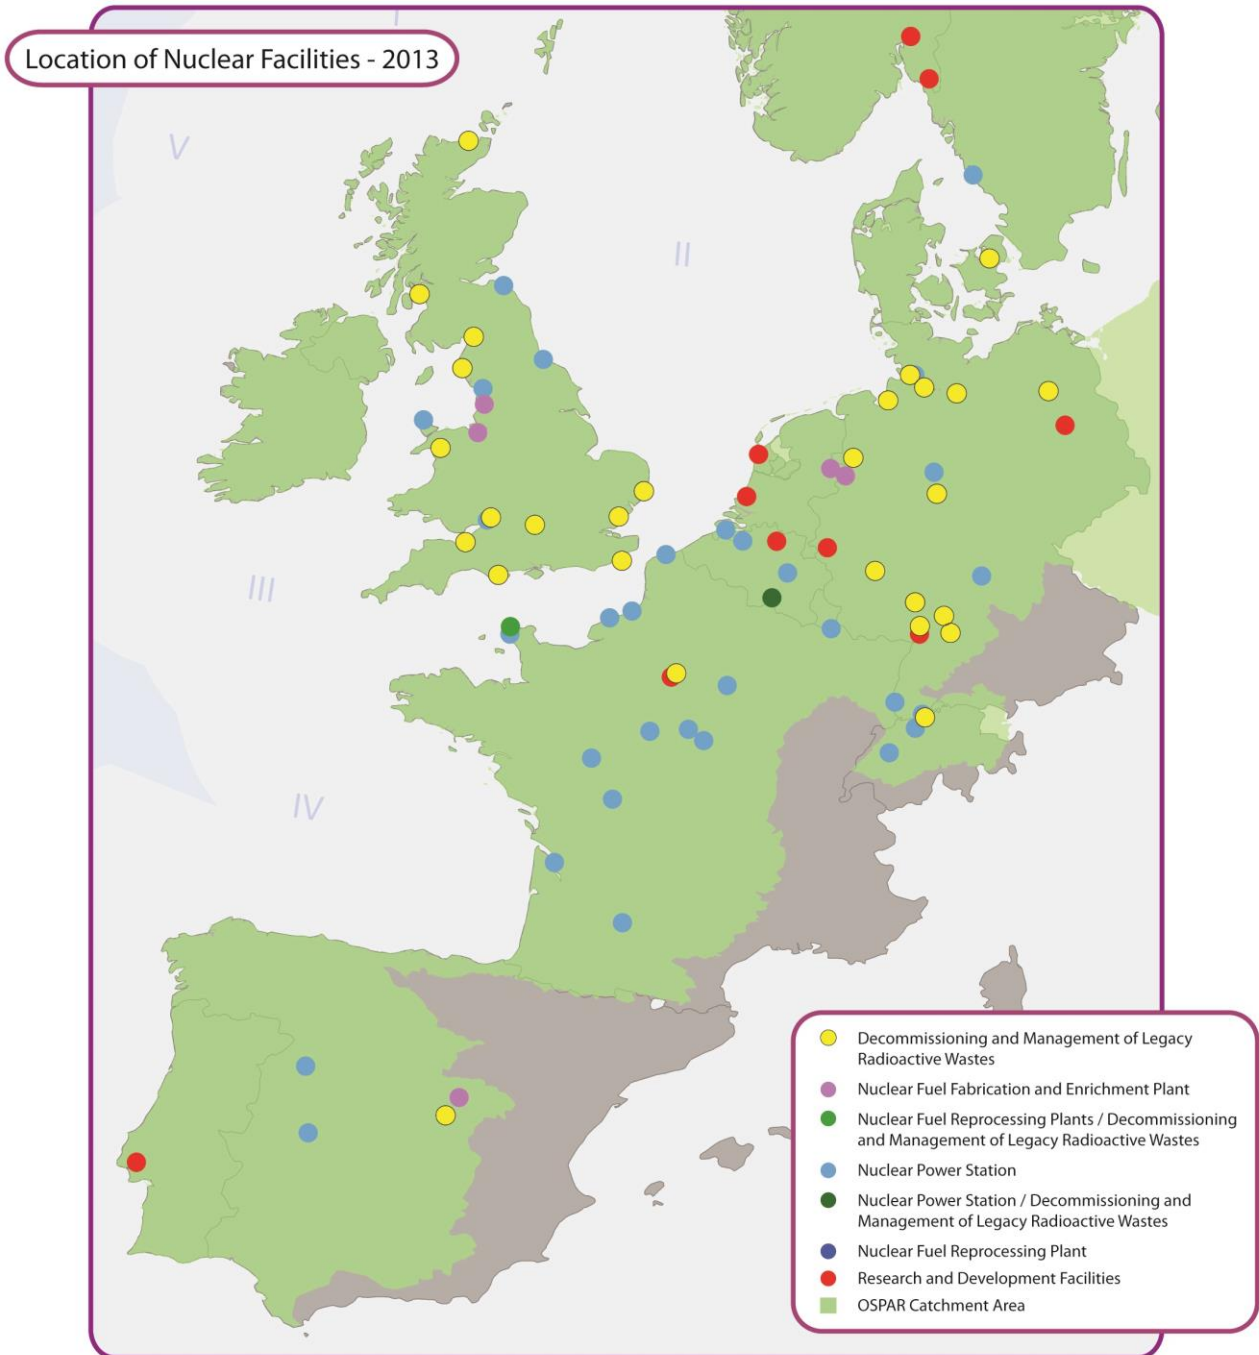 I
Location of Nuclear Facilities - 2013
V
II
III
IV
Decommissioning and Management of Legacy
Radioactive Wastes
Nuclear Fuel Fabrication and Enrichment Plant
Nuclear Fuel Reprocessing Plants / Decommissioning
and Management of Legacy Radioactive Wastes
Nuclear Power Station
Nuclear Power Station / Decommissioning and
Management of Legacy Radioactive Wastes
Nuclear Fuel Reprocessing Plant
Research and Development Facilities
OSPAR Catchment Area